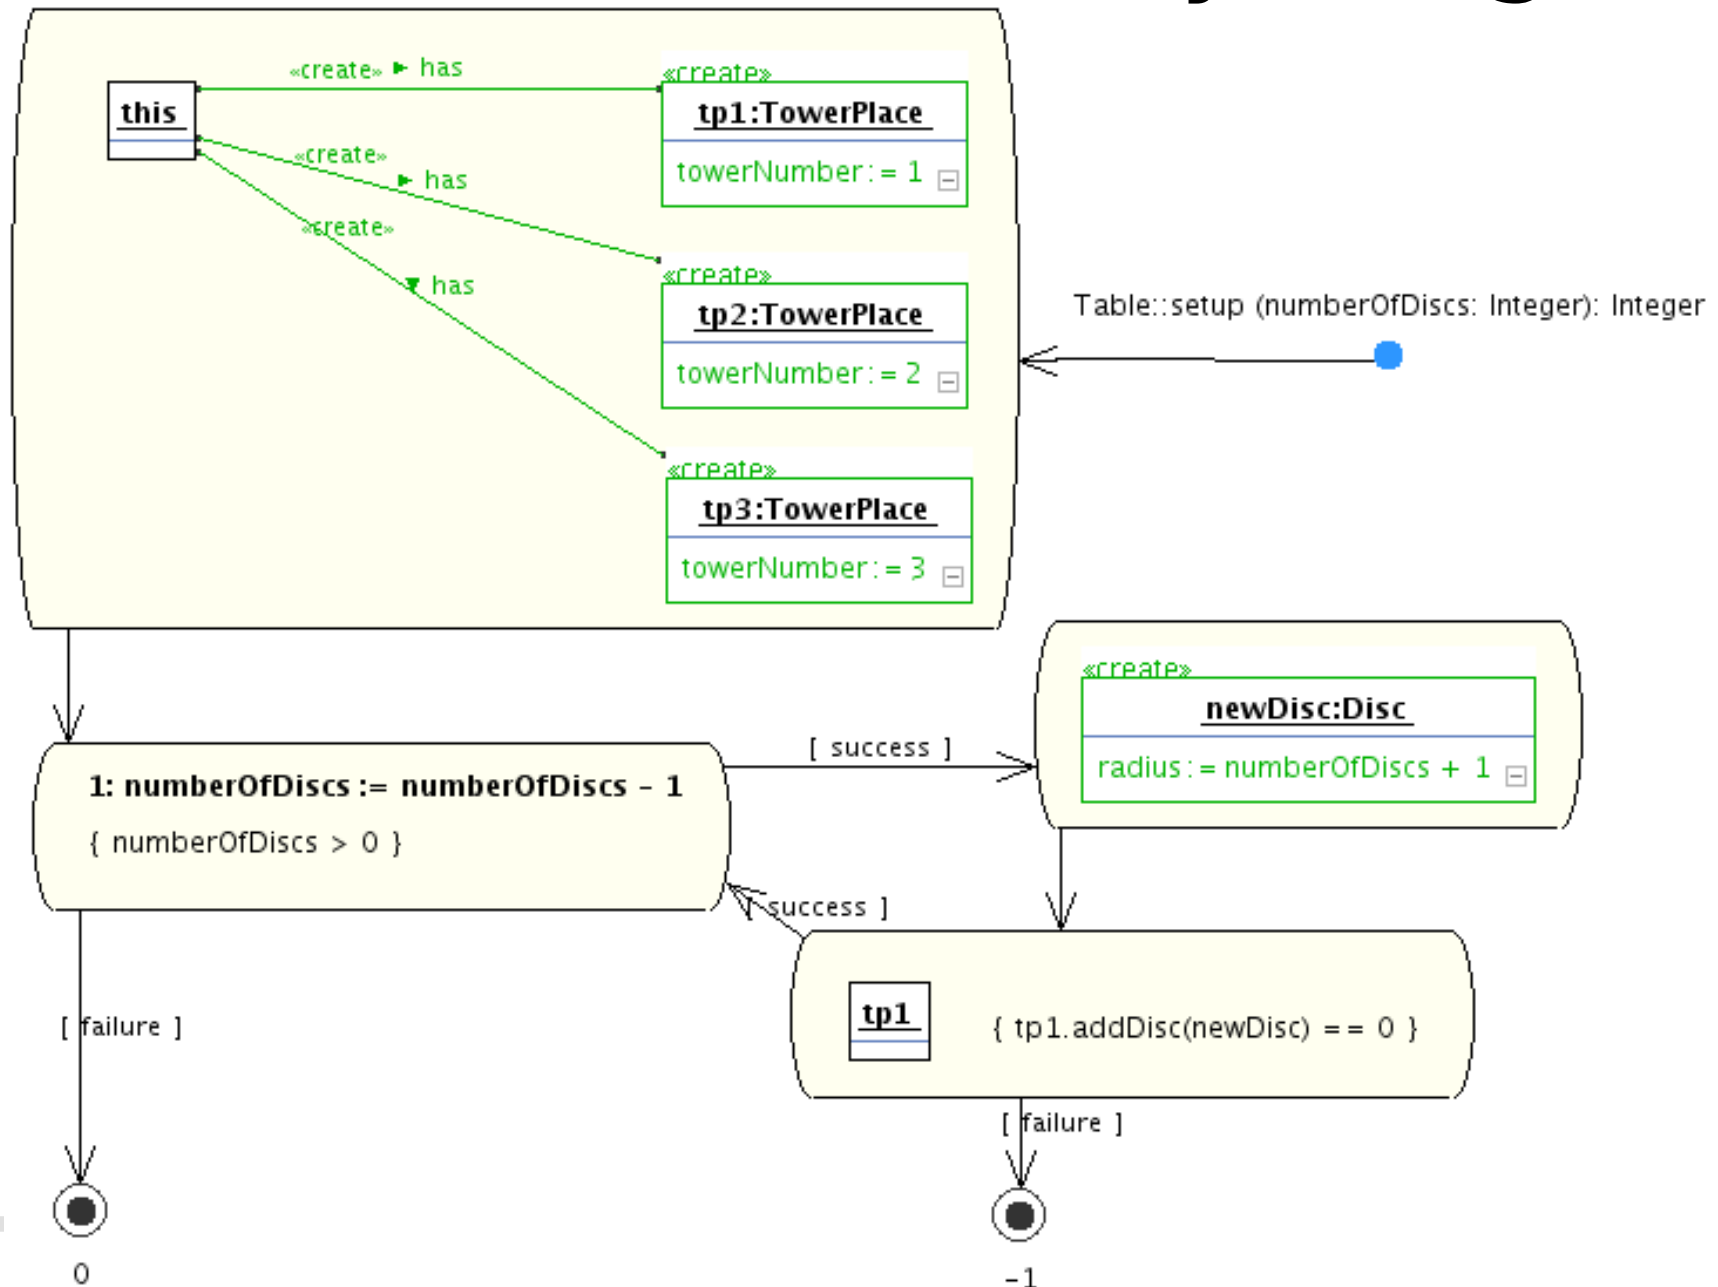 «create» ► has
«create»
this
tp1:TowerPlace
towerNumber:= 1
«create»
► has
«create»
▼ has
«create»
tp2:TowerPlace
towerNumber:= 2
Table::setup (numberOfDiscs: Integer): Integer
«create»
tp3:TowerPlace
towerNumber:= 3
«create»
newDisc:Disc
radius:= numberOfDiscs + 1
[ success ]
1: numberOfDiscs := numberOfDiscs - 1
{ numberOfDiscs > 0 }
[ success ]
tp1
{ tp1.addDisc(newDisc) == 0 }
[ failure ]
[ failure ]
0
-1